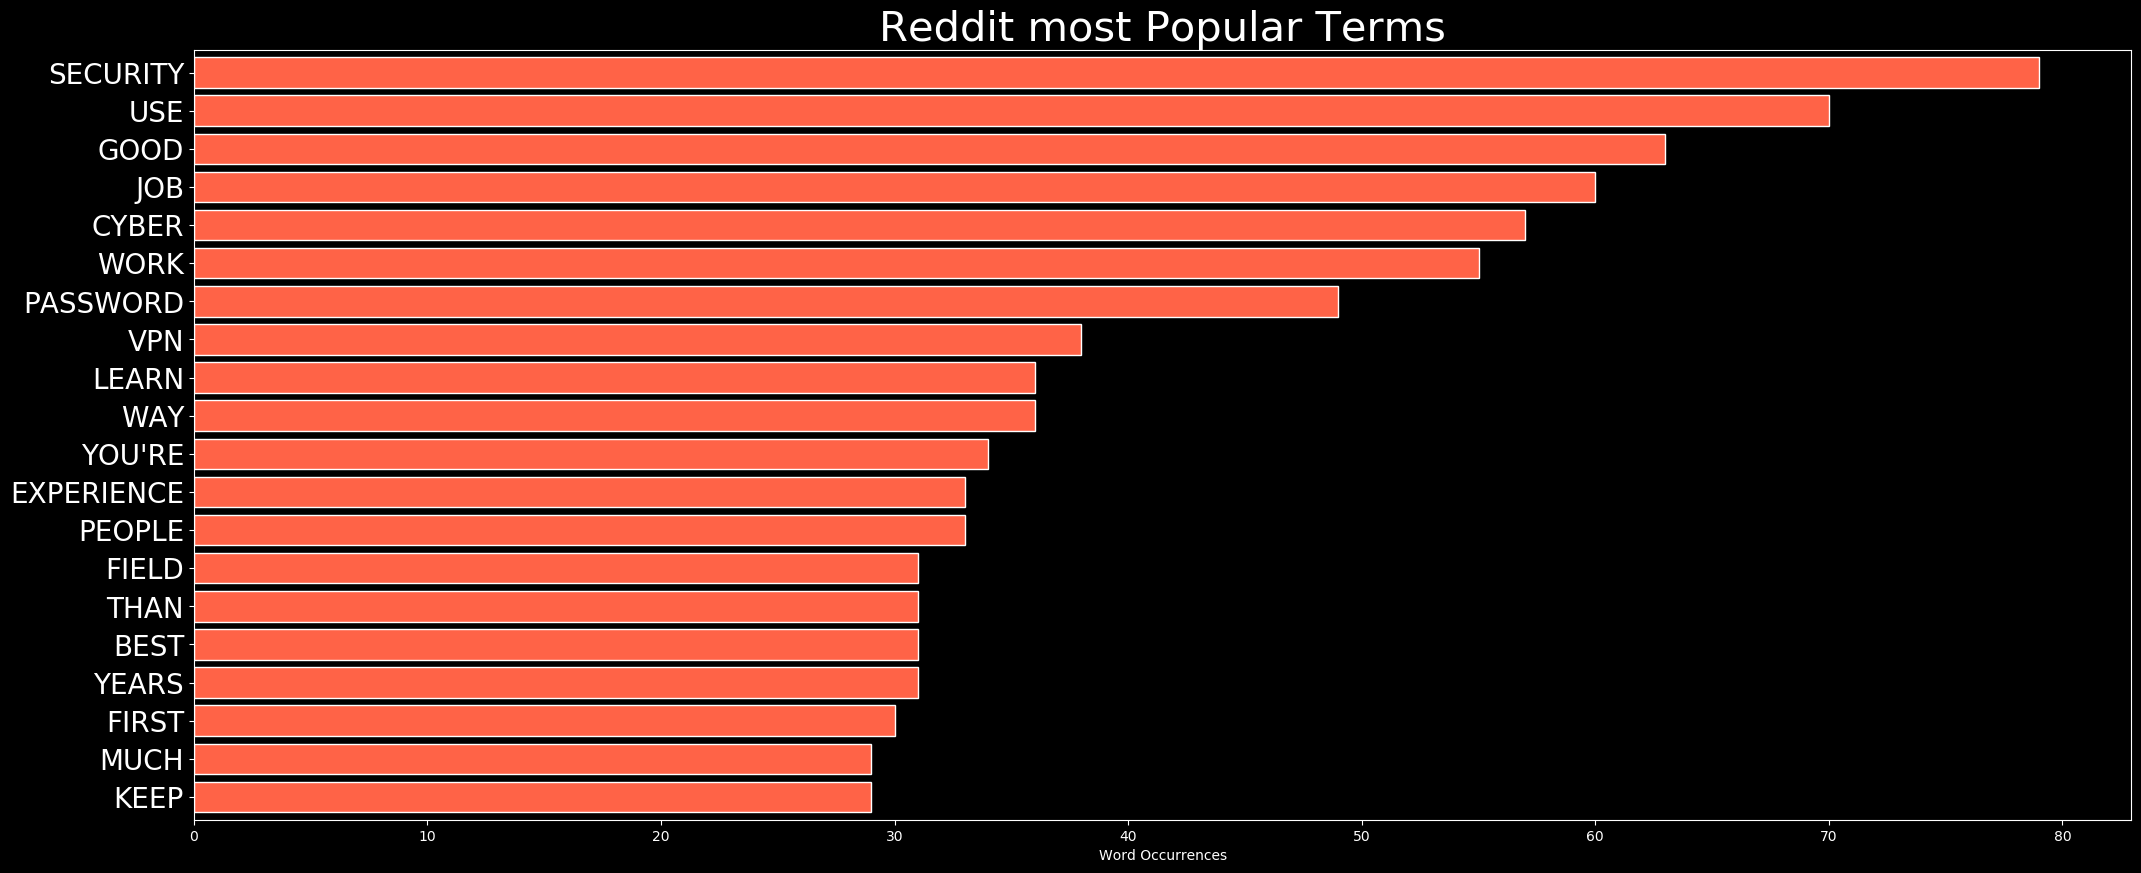 Reddit most Popular Terms
SECURITY
USE
GOOD
JOB
CYBER
WORK
PASSWORD
VPN
LEARN
WAY
YOU'RE
EXPERIENCE
PEOPLE
FIELD
THAN
BEST
YEARS
FIRST
MUCH
KEEP
0 10 20 30 40 50 60 70 80
Word Occurrences